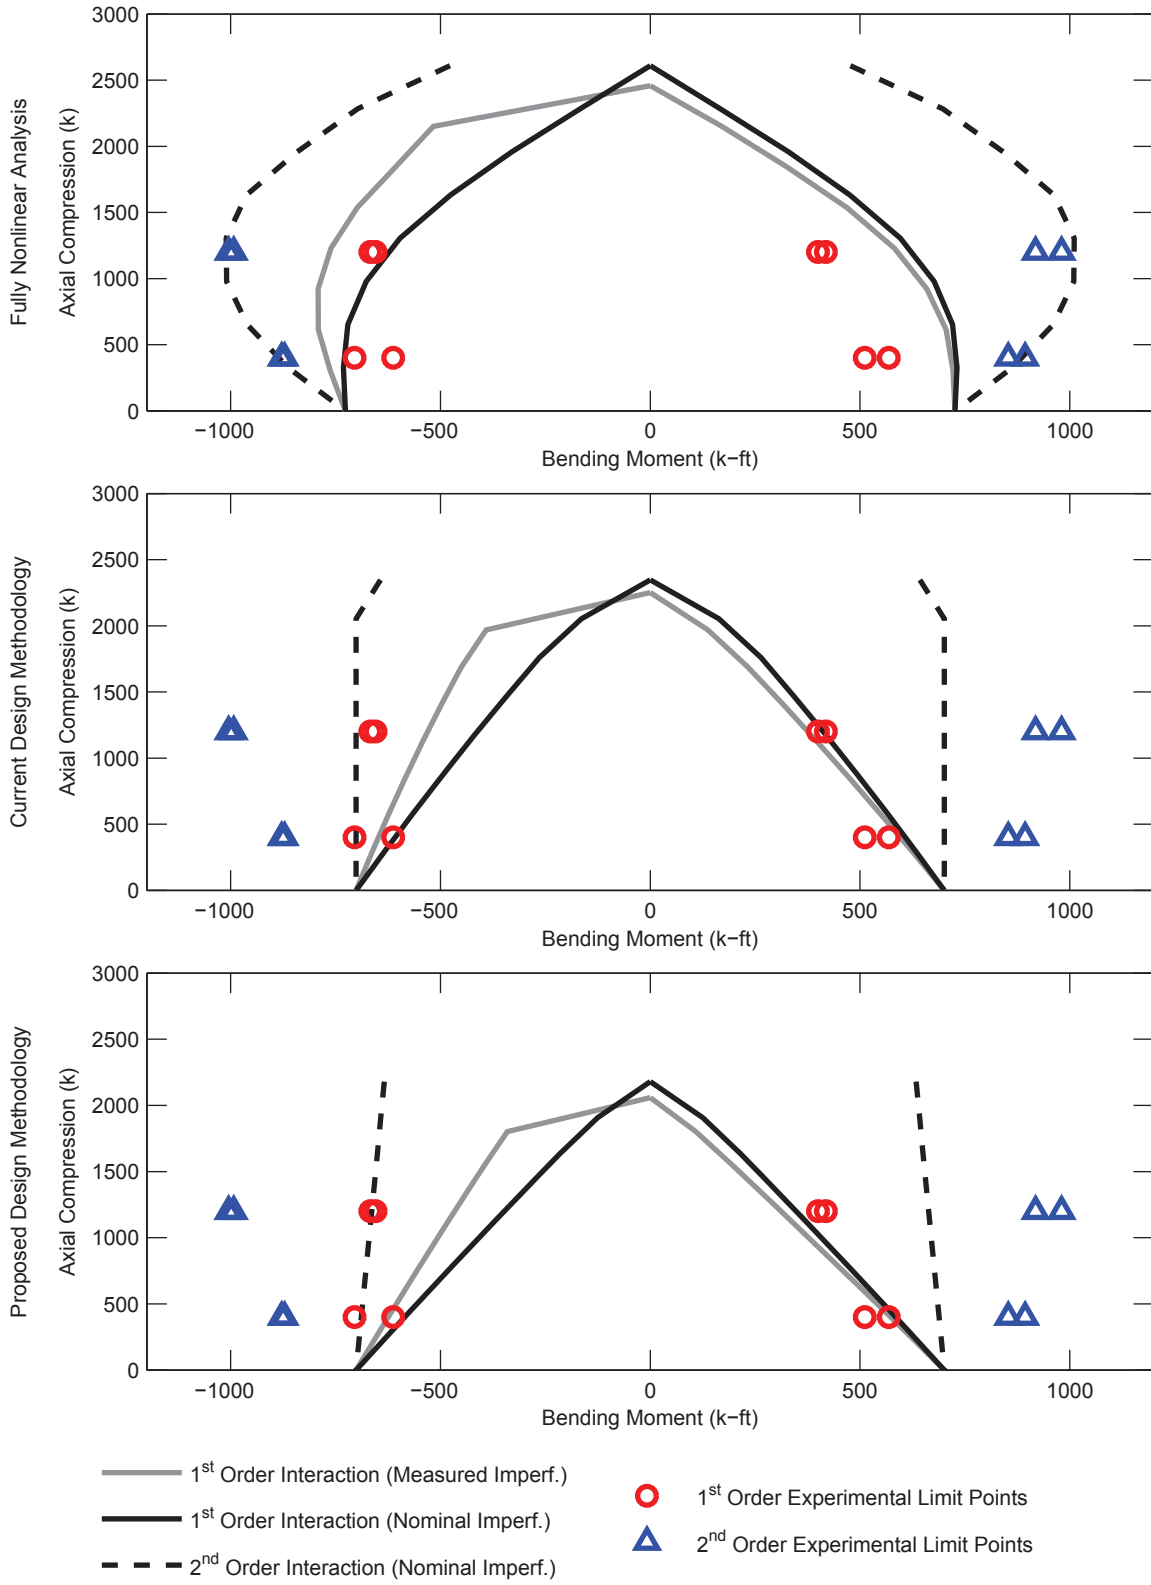 Fully Nonlinear Analysis
Axial Compression (k)
3000
2500
2000
1500
1000
500
0
−1000
−500
0
500
1000
Bending Moment (k−ft)
Current Design Methodology
Axial Compression (k)
3000
2500
2000
1500
1000
500
0
−1000
−500
0
500
1000
Bending Moment (k−ft)
Proposed Design Methodology
Axial Compression (k)
3000
2500
2000
1500
1000
500
0
−1000
−500
0
500
1000
Bending Moment (k−ft)
1st Order Interaction (Measured Imperf.)
1st Order Interaction (Nominal Imperf.)
2nd Order Interaction (Nominal Imperf.)
1st Order Experimental Limit Points
2nd Order Experimental Limit Points